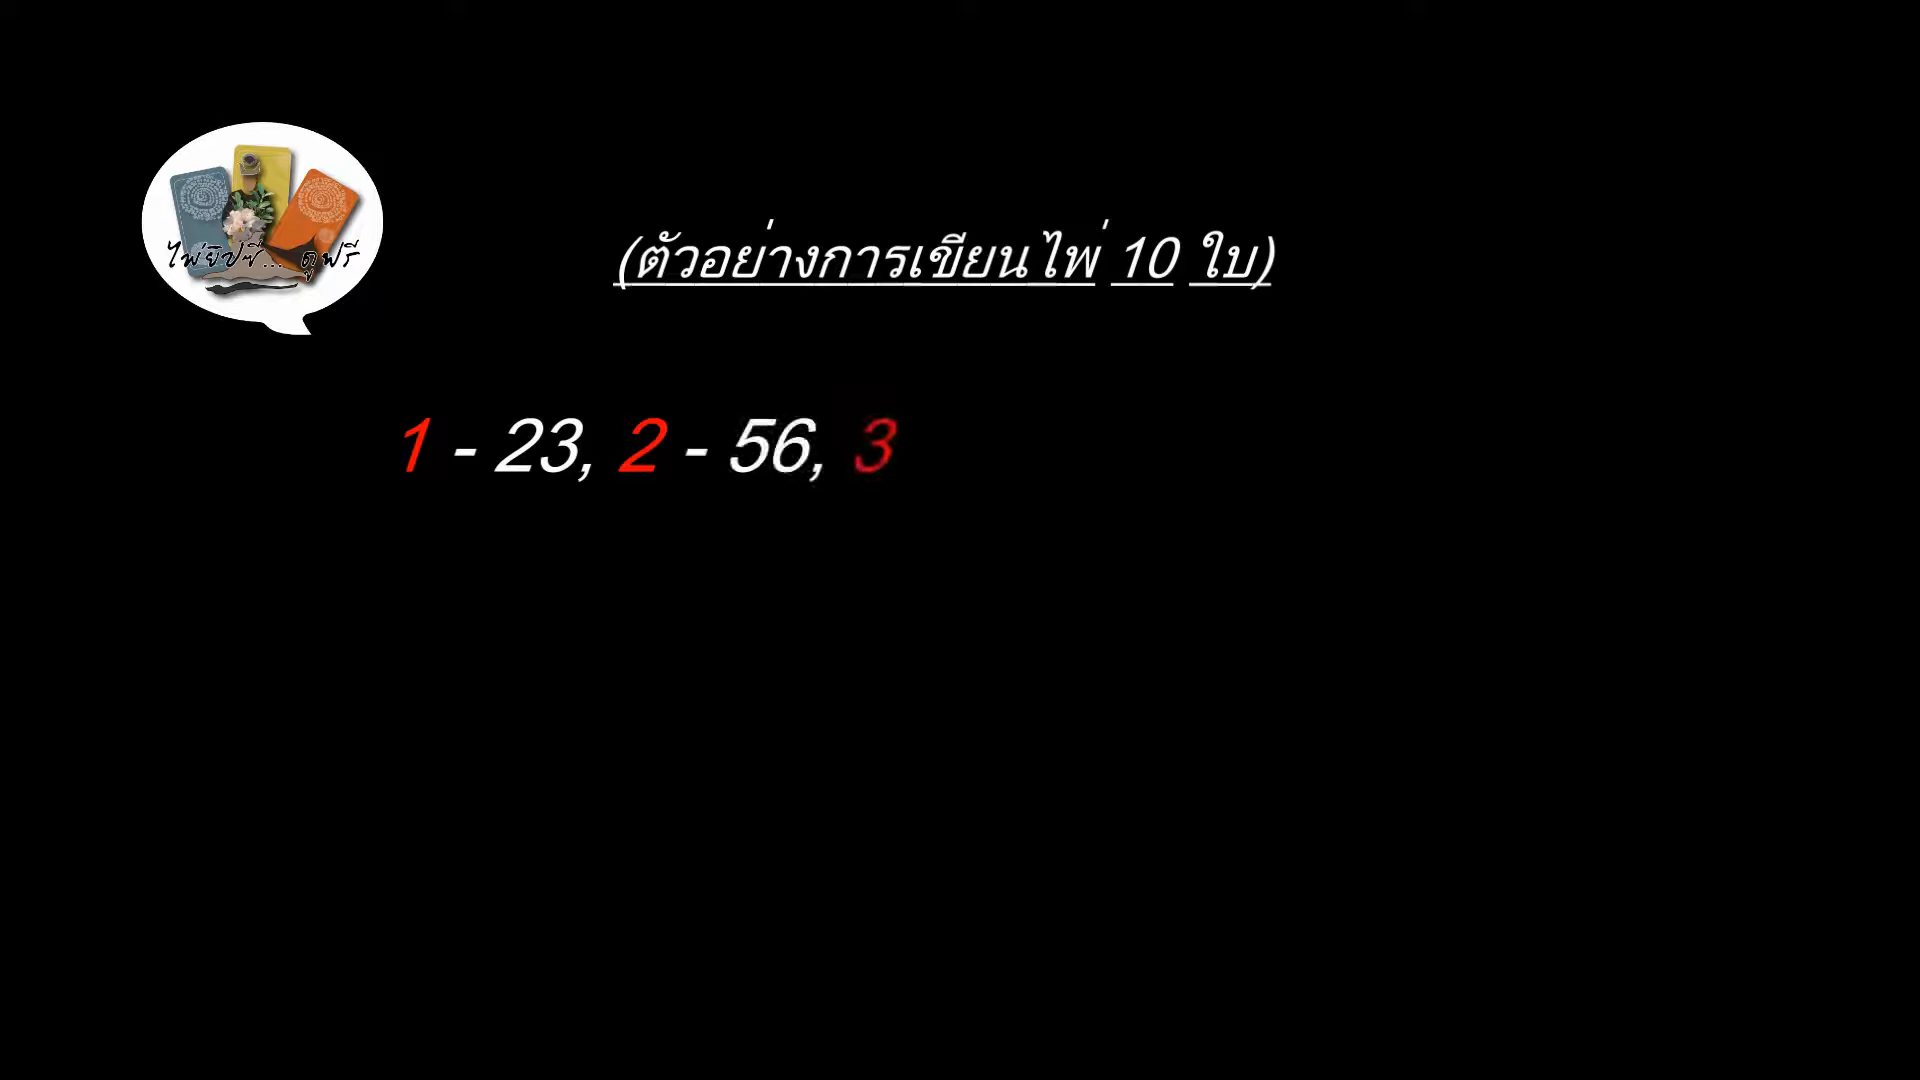 ไพ่ยิปซี... ดูฟรี
(ตัวอย่างการเขียนไพ่ 10 ใบ)
1 - 23, 2 - 56, 3